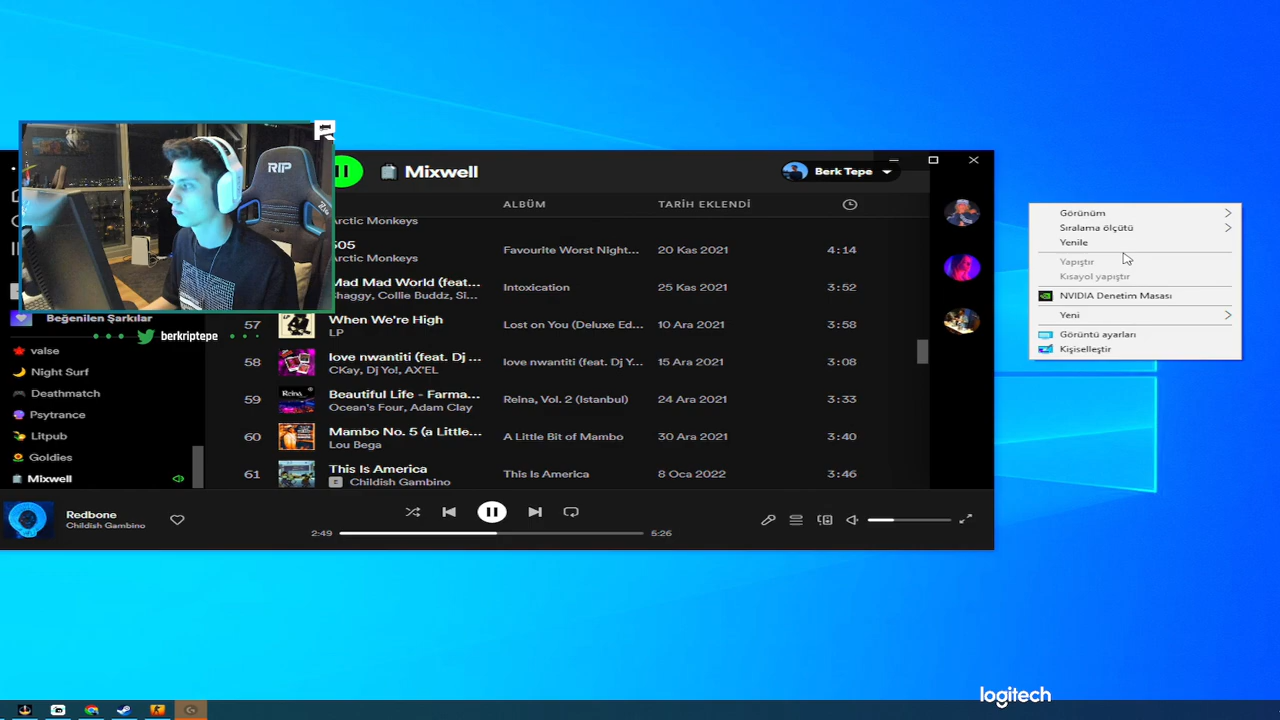 RIP
Mixwell
Berk Tepe
ALBÜM
TARİH EKLENDİ
Arctic Monkeys
505
Arctic Monkeys
Favourite Worst Night...
20 Kas 2021
4:14
Mad Mad World (feat...
Shaggy, Collie Buddz, Si...
Intoxication
25 Kas 2021
3:52
57
When We're High
LP
Lost on You (Deluxe Ed...
10 Ara 2021
3:58
58
love nwantiti (feat. Dj ...
CKay, Dj Yo!, AX'EL
love nwantiti (feat. Dj ...
15 Ara 2021
3:08
59
Beautiful Life - Farma...
Ocean's Four, Adam Clay
Relna, Vol. 2 (Istanbul)
24 Ara 2021
3:33
60
Mambo No. 5 (a Little...
Lou Bega
A Little Bit of Mambo
30 Ara 2021
3:40
61
This Is America
E Childish Gambino
This Is America
8 Oca 2022
3:46
Beğenilen Şarkılar
berkriptepe
valse
Night Surf
Deathmatch
Psytrance
Litpub
Goldies
Mixwell
Redbone
Childish Gambino
2:49
5:26
Görünüm
Sıralama ölçütü
Yenile
Yapıştır
Kısayol yapıştır
NVIDIA Denetim Masası
Yeni
Görüntü ayarları
Kişiselleştir
logitech